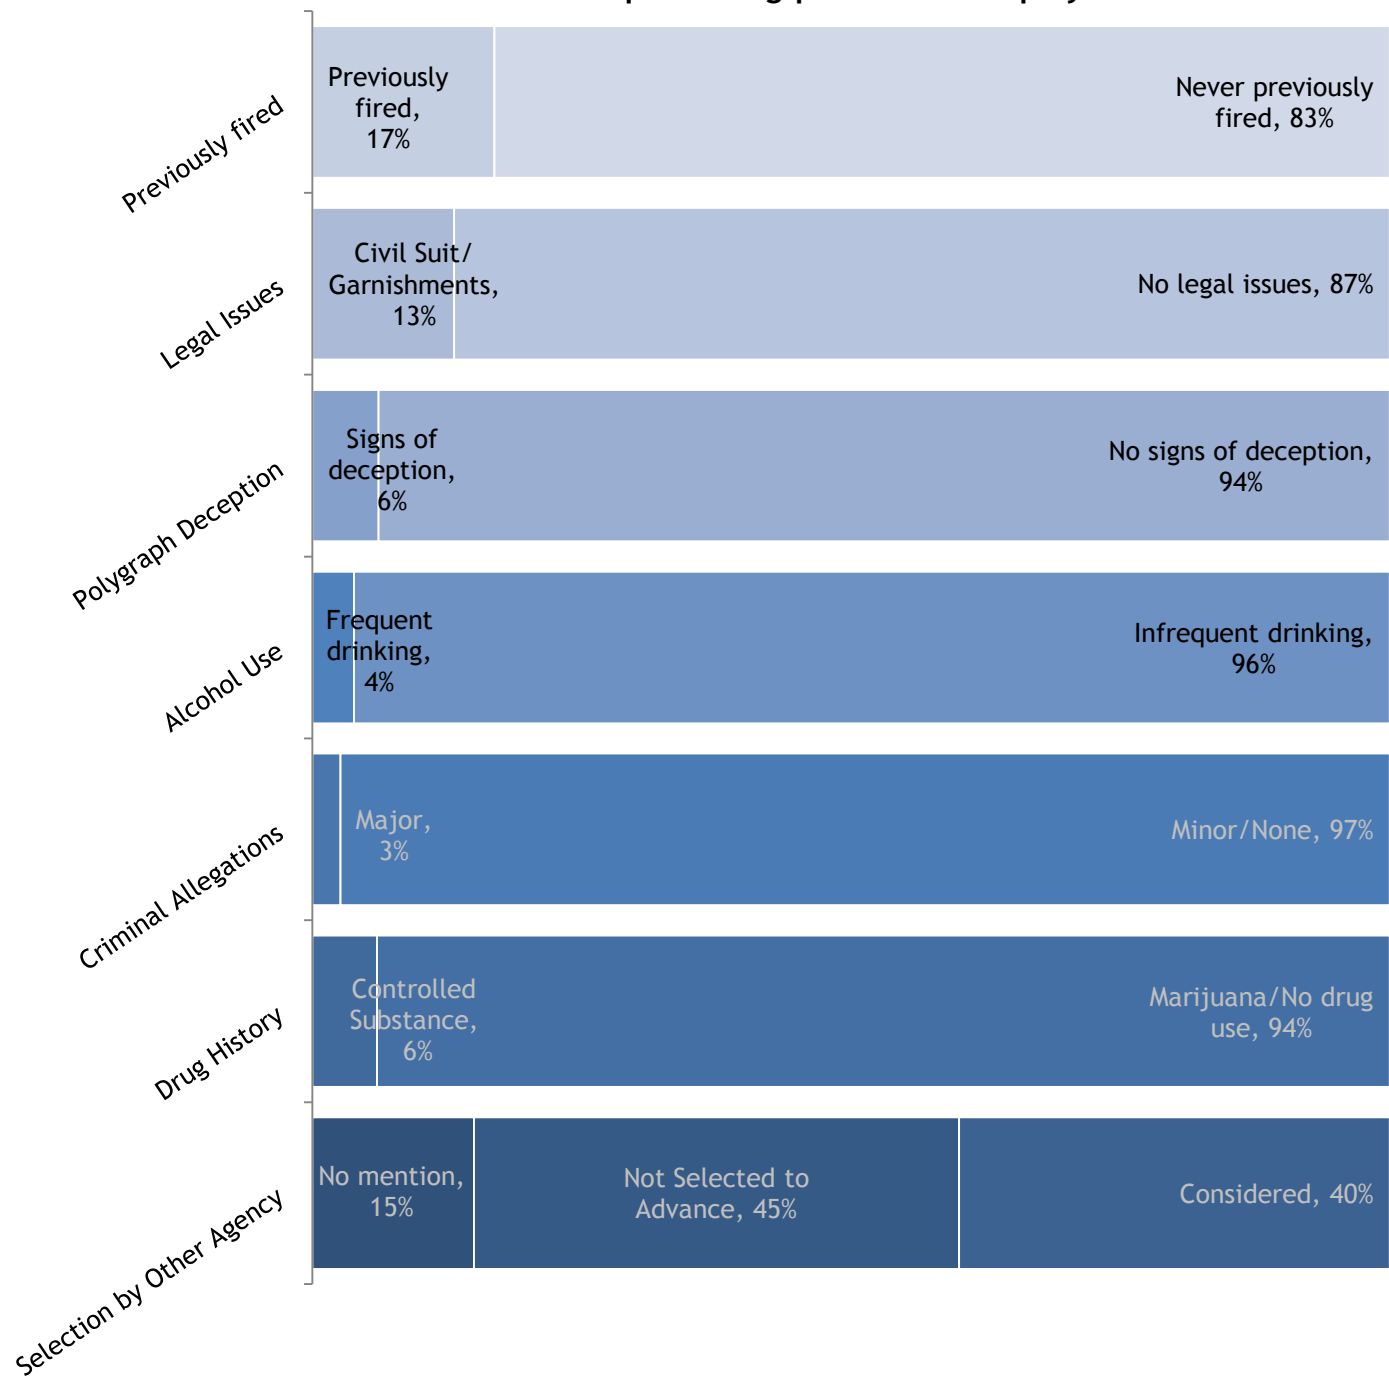 Previously fired
Previously
fired,
17%
Never previously
fired, 83%
Legal Issues
Civil Suit/
Garnishments,
13%
No legal issues, 87%
Polygraph Deception
Signs of
deception,
6%
No signs of deception,
94%
Alcohol Use
Frequent
drinking,
4%
Infrequent drinking,
96%
Criminal Allegations
Major,
3%
Minor/None, 97%
Drug History
Controlled
Substance,
6%
Marijuana/No drug
use, 94%
Selection by Other Agency
No mention,
15%
Not Selected to
Advance, 45%
Considered, 40%